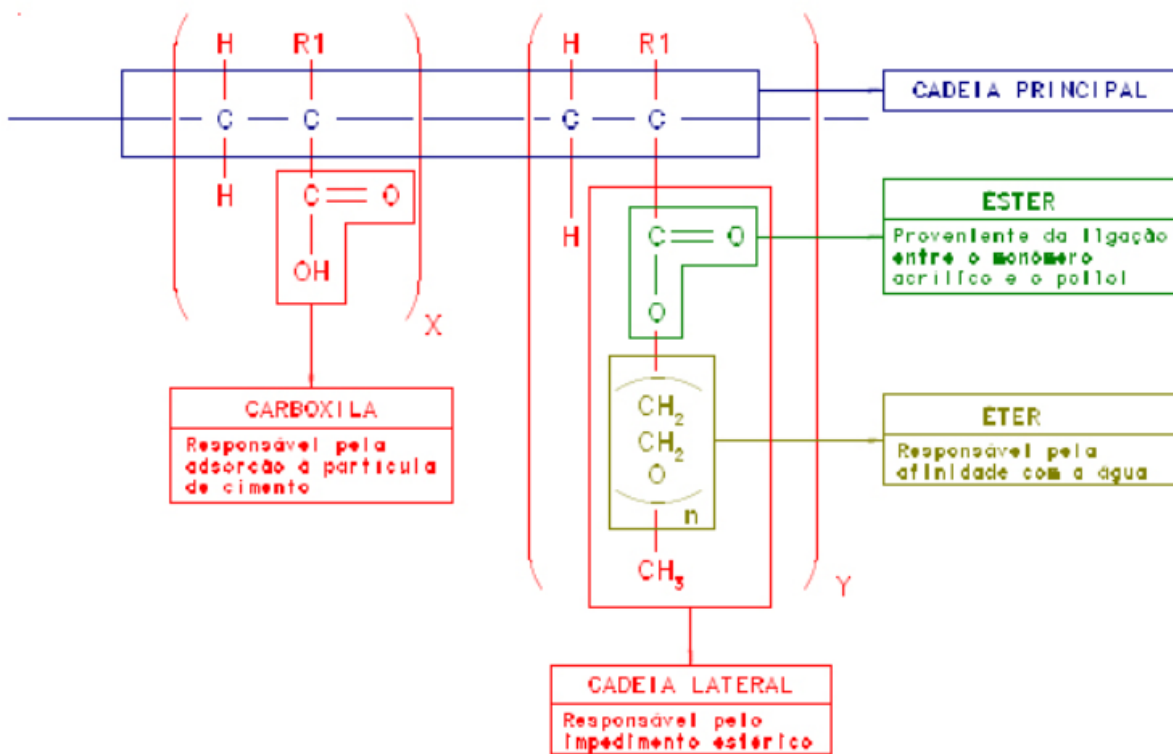 H R1 H R1
CADEIA PRINCIPAL
C C C C
H C O
OH
X
H
C O
O
ESTER
Proveniente da ligação
entre o monômero
acrílico e o poliol
CARBOXILA
Responsável pela
adsorção à partícula
de cimento
CH2
CH2
O
n
CH3
Y
ÉTER
Responsável pela
afinidade com a água
CADEIA LATERAL
Responsável pelo
impedimento estérico